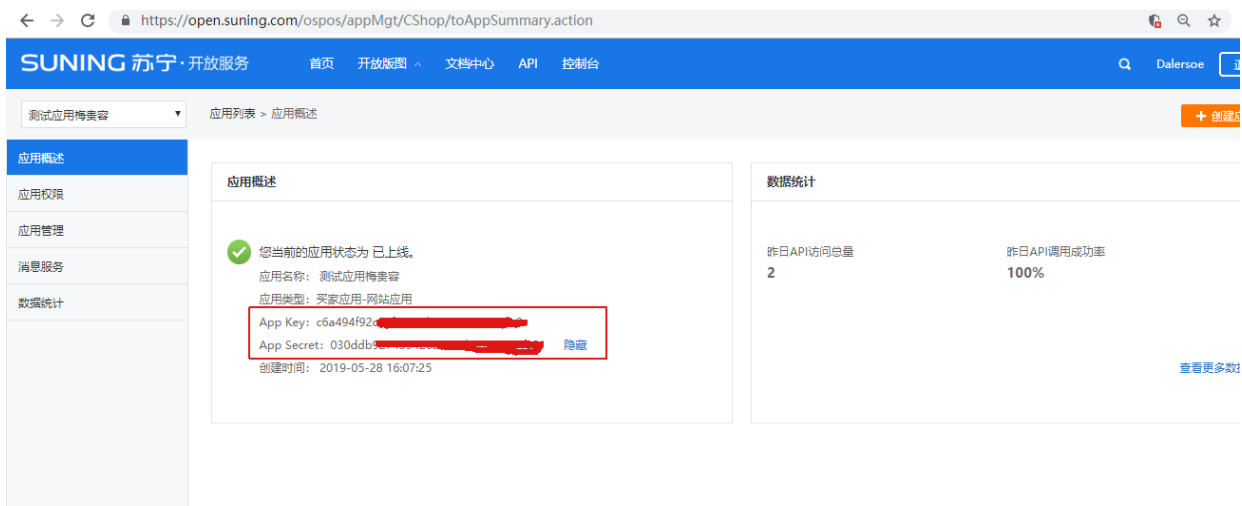 https://open.suning.com/ospos/appMgt/CShop/toAppSummary.action
SUNING 苏宁·开放服务 首页 开放版图 文档中心 API 控制台 Dalersoe
测试应用梅贵容 应用列表 > 应用概述 + 创建应
应用概述
应用权限
应用管理
消息服务
数据统计
应用概述
您当前的应用状态为 已上线。
应用名称: 测试应用梅贵容
应用类型: 买家应用-网站应用
App Key: c6a494f92
App Secret: 030ddb 隐藏
创建时间: 2019-05-28 16:07:25
数据统计
昨日API访问总量
2
昨日API调用成功率
100%
查看更多数据